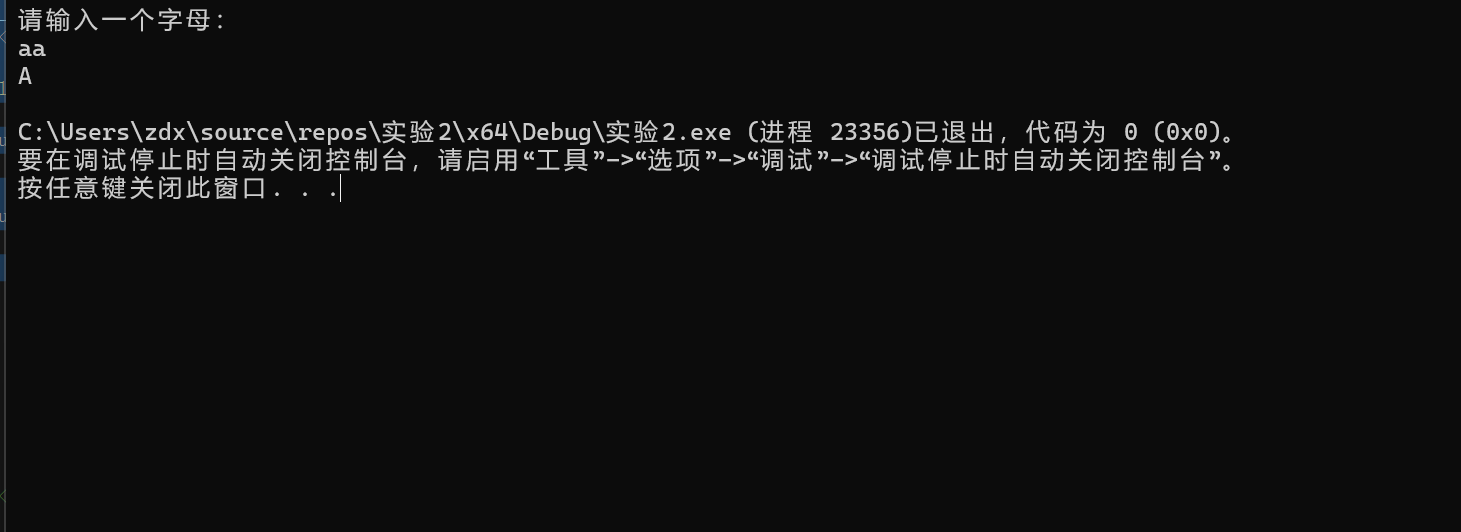 请输入一个字母:
aa
A
C:\Users\zdx\source\repos\实验2\x64\Debug\实验2.exe (进程 23356)已退出，代码为 0 (0x0)。
要在调试停止时自动关闭控制台，请启用“工具”->“选项”->“调试”->“调试停止时自动关闭控制台”。
按任意键关闭此窗口. . .